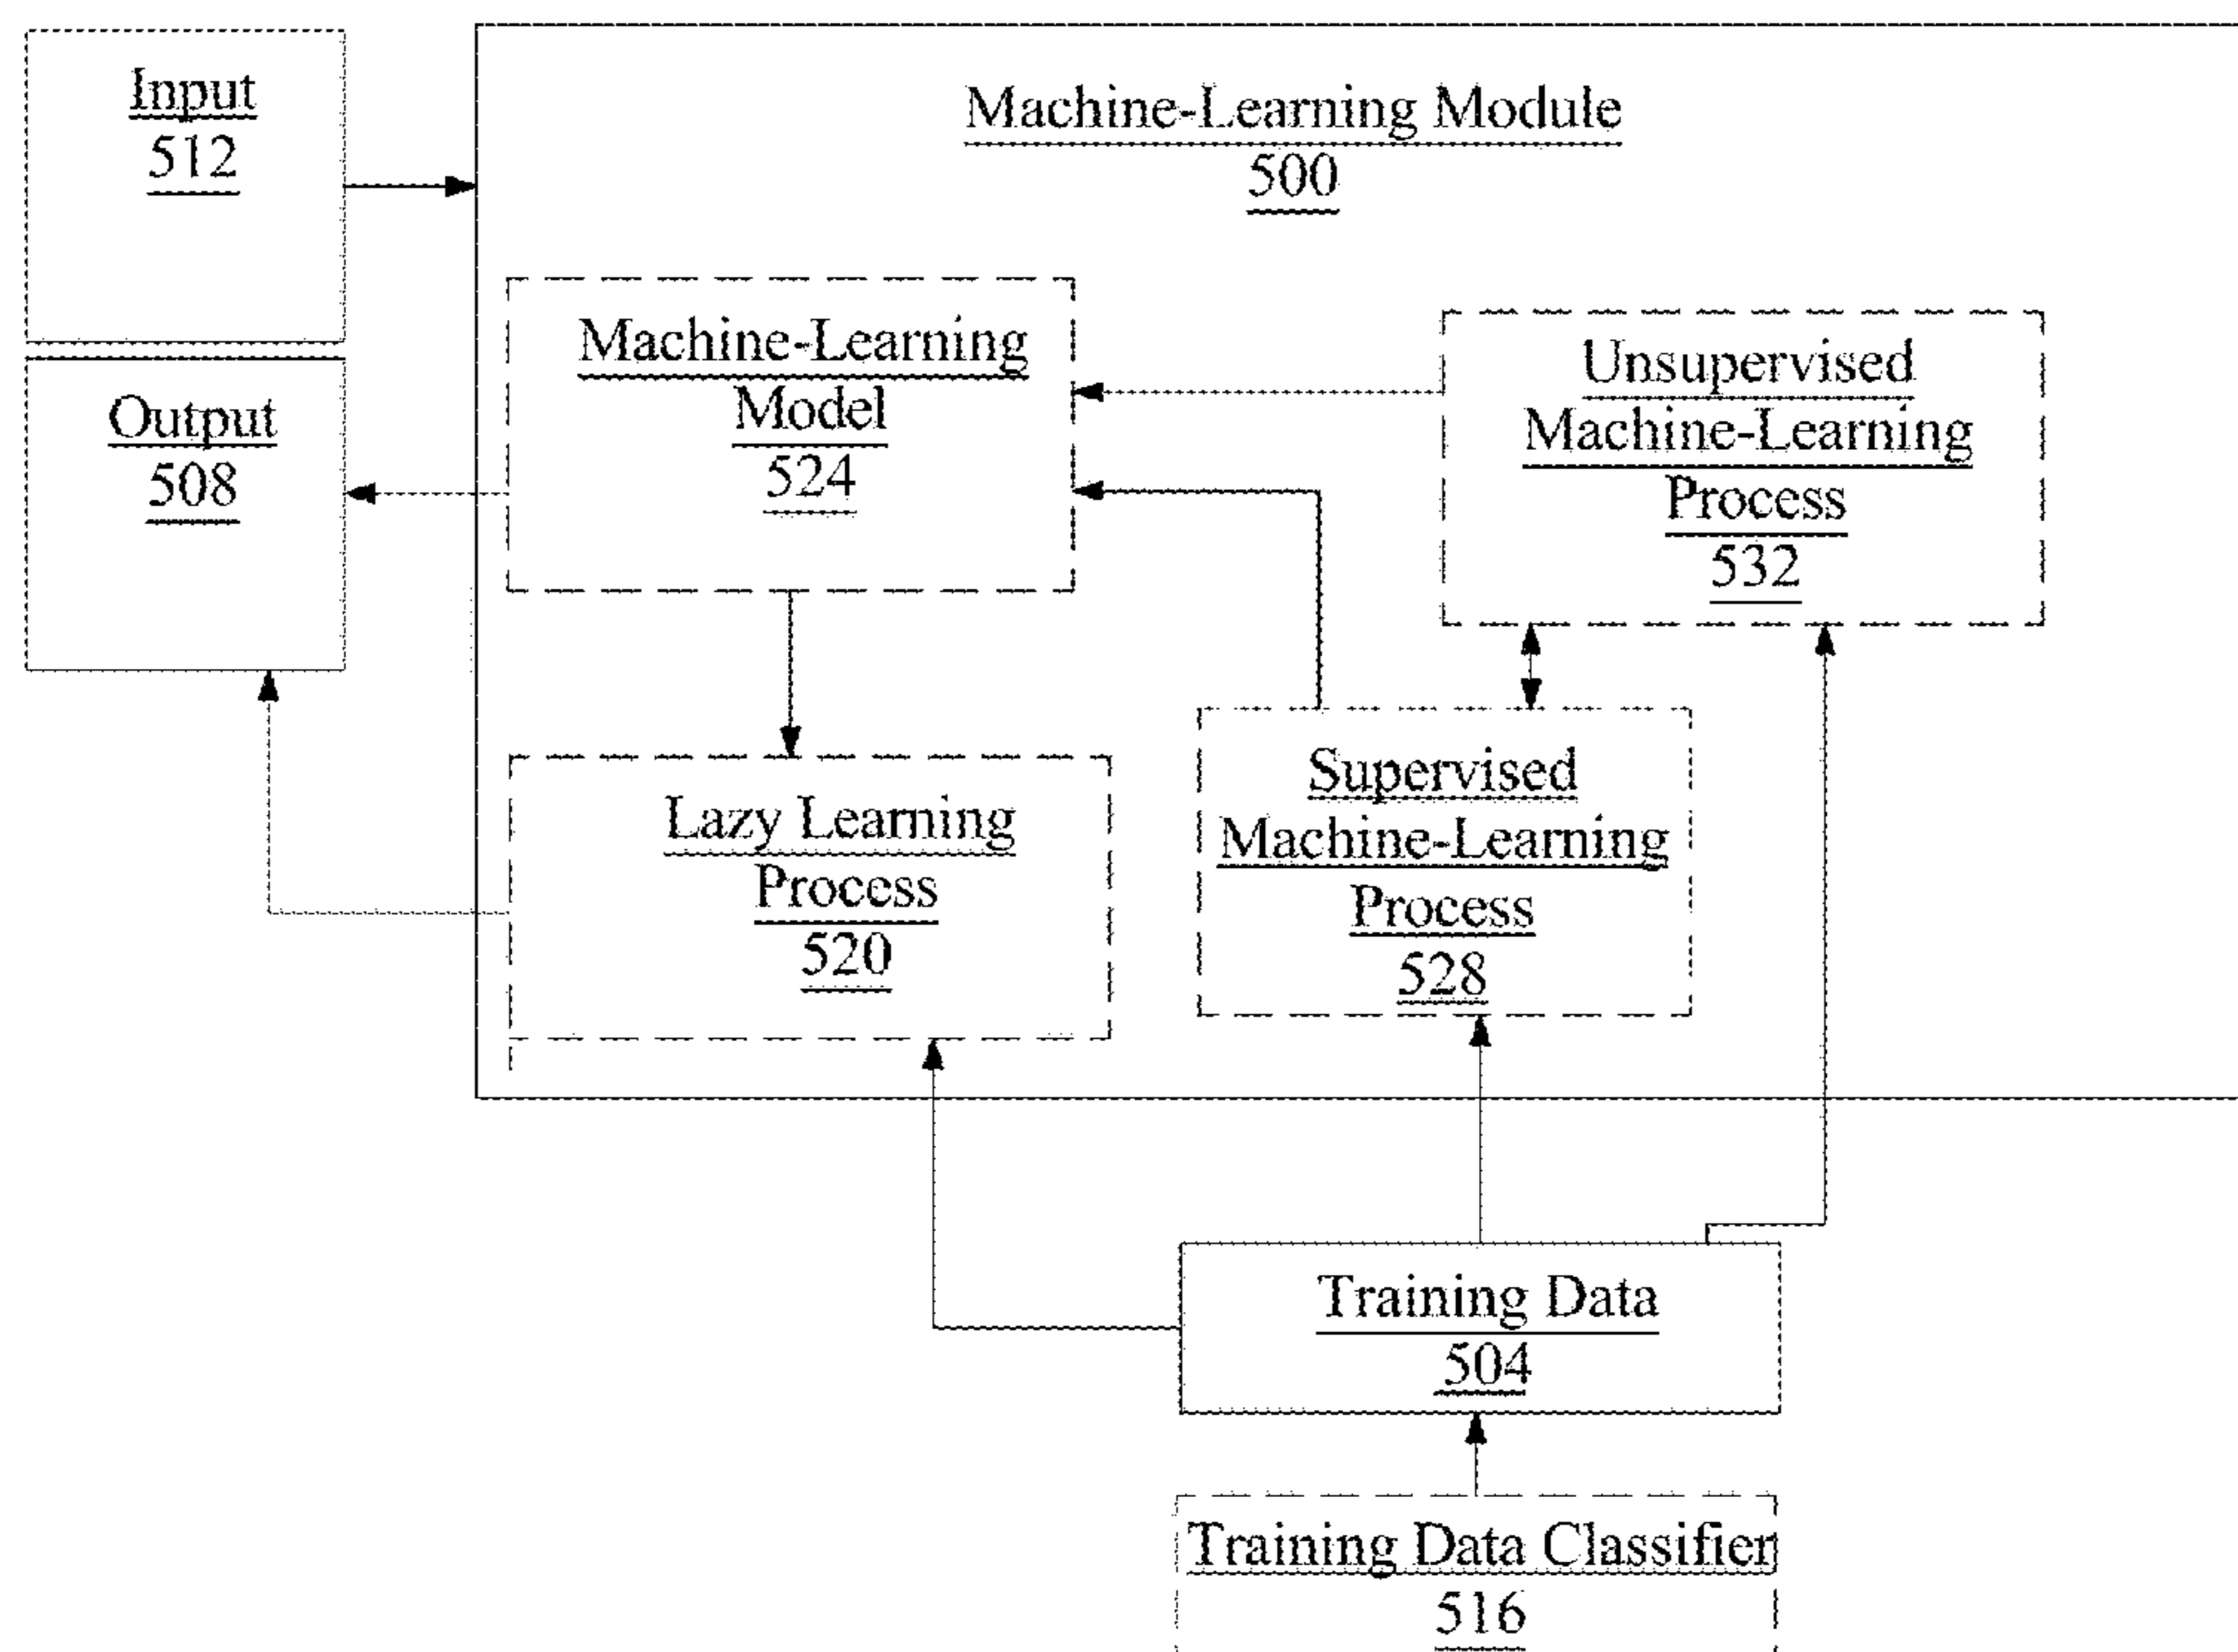 Input
512
Machine-Learning Module
500
Output
508
Machine-Learning
Model
524
Unsupervised
Machine-Learning
Process
532
Lazy Learning
Process
520
Supervised
Machine-Learning
Process
528
Training Data
504
Training Data Classifier
516